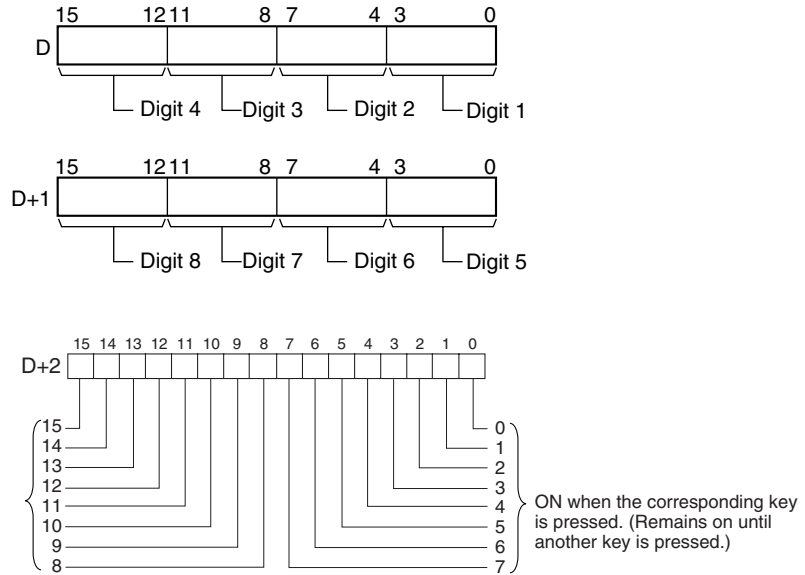 15 12 11 8 7 4 3 0
D
Digit 4 Digit 3 Digit 2 Digit 1
15 12 11 8 7 4 3 0
D+1
Digit 8 Digit 7 Digit 6 Digit 5
15 14 13 12 11 10 9 8 7 6 5 4 3 2 1 0
D+2
15 0
14 1
13 2
12 3
11 4
10 5
9 6
8 7
ON when the corresponding key
is pressed. (Remains on until
another key is pressed.)